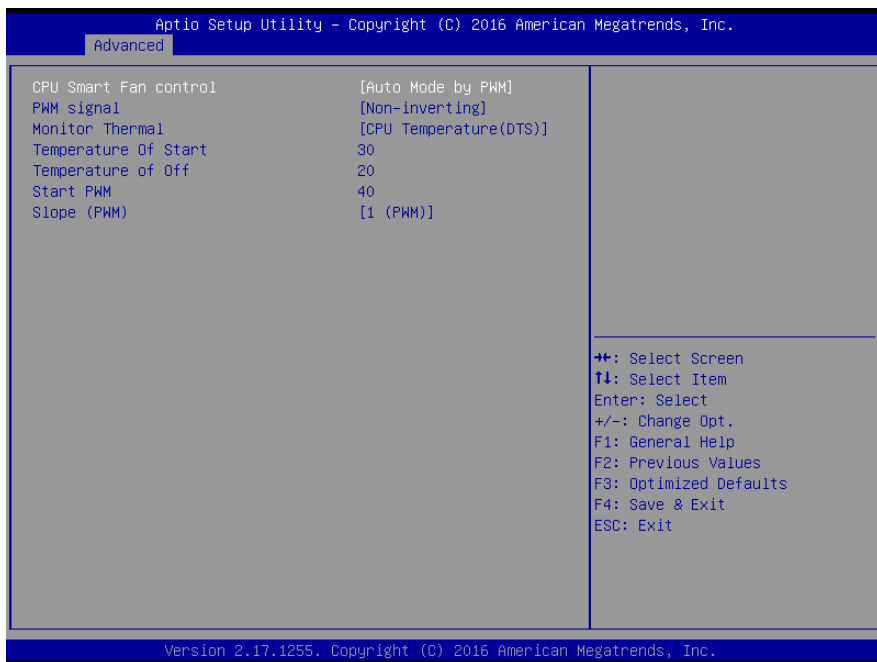 Aptio Setup Utility – Copyright (C) 2016 American Megatrends, Inc.
Advanced
CPU Smart Fan control [Auto Mode by PWM]
PWM signal [Non-inverting]
Monitor Thermal [CPU Temperature(DTS)]
Temperature Of Start 30
Temperature of Off 20
Start PWM 40
Slope (PWM) [1 (PWM)]
→←: Select Screen
↑↓: Select Item
Enter: Select
+/-: Change Opt.
F1: General Help
F2: Previous Values
F3: Optimized Defaults
F4: Save & Exit
ESC: Exit
Version 2.17.1255. Copyright (C) 2016 American Megatrends, Inc.